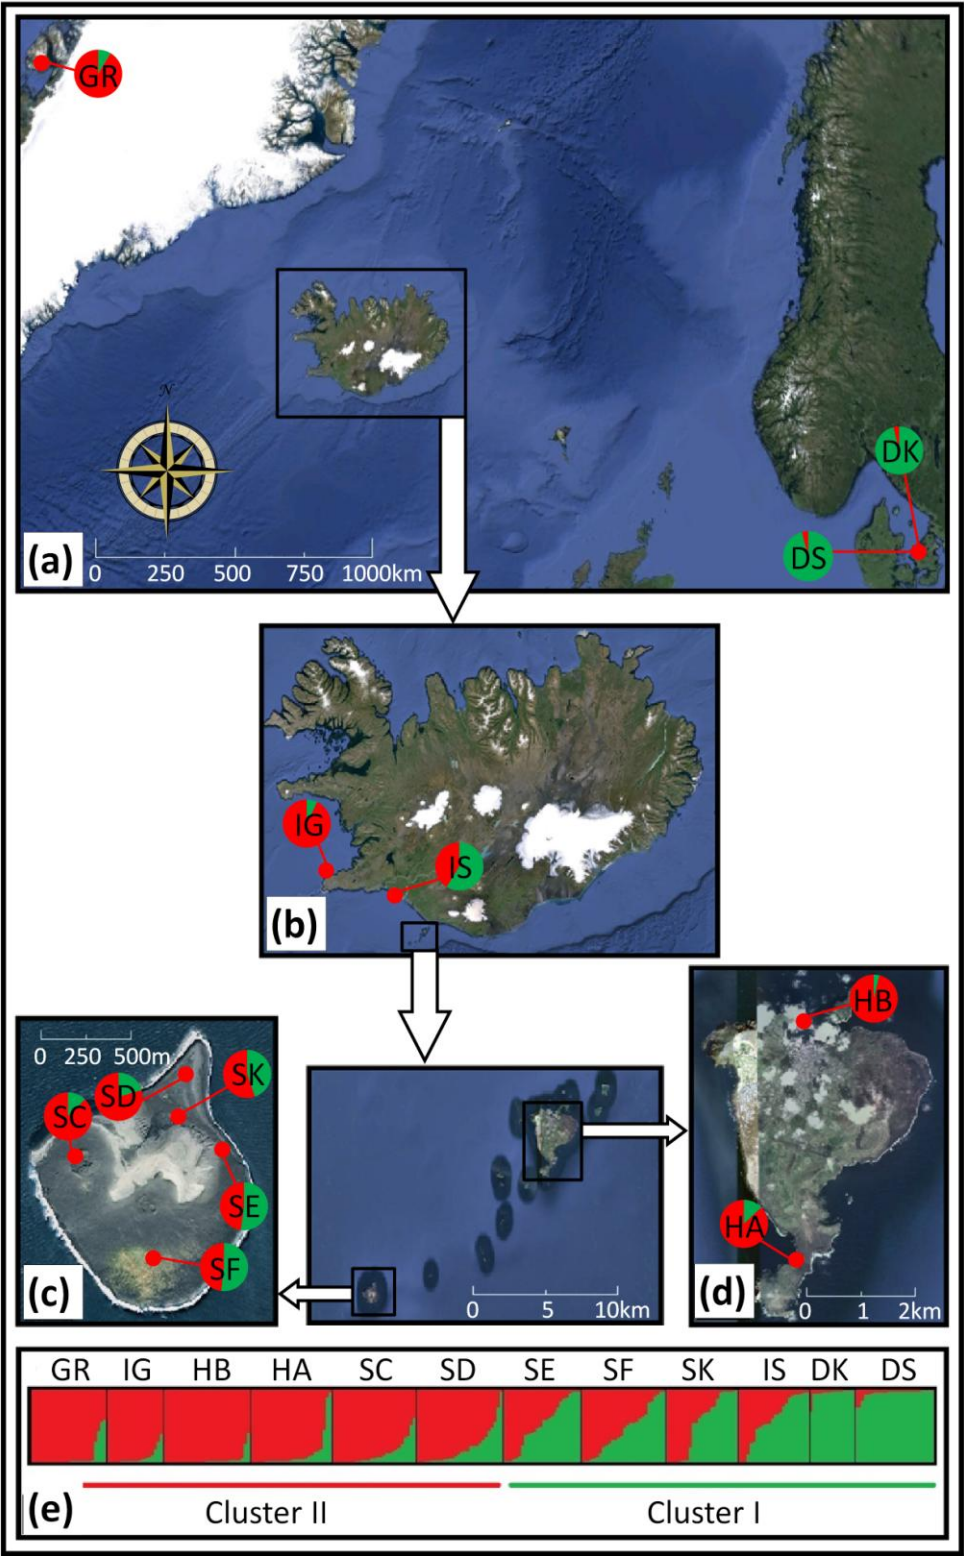 GR
N
DK
DS
(a)
0 250 500 750 1000km
IG
IS
(b)
HB
HA
(d)
0 1 2km
0 250 500m
SK
SD
SC
SE
SF
(c)
0 5 10km
GR IG HB HA SC SD SE SF SK IS DK DS
(e)
Cluster II Cluster I